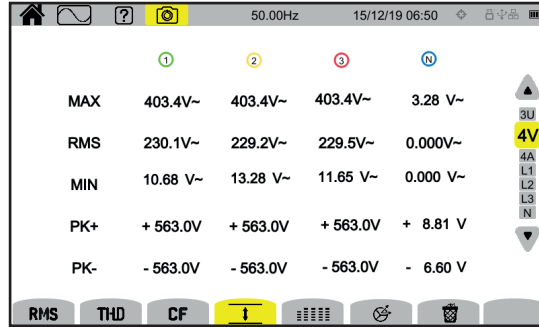 ? 50.00Hz 15/12/19 06:50
1 2 3 N
MAX 403.4V~ 403.4V~ 403.4V~ 3.28 V~
3U
RMS 230.1V~ 229.2V~ 229.5V~ 0.000V~
4V
4A
L1
MIN 10.68 V~ 13.28 V~ 11.65 V~ 0.000 V~
L2
L3
N
PK+ + 563.0V + 563.0V + 563.0V + 8.81 V
PK- - 563.0V - 563.0V - 563.0V - 6.60 V
RMS THD CF